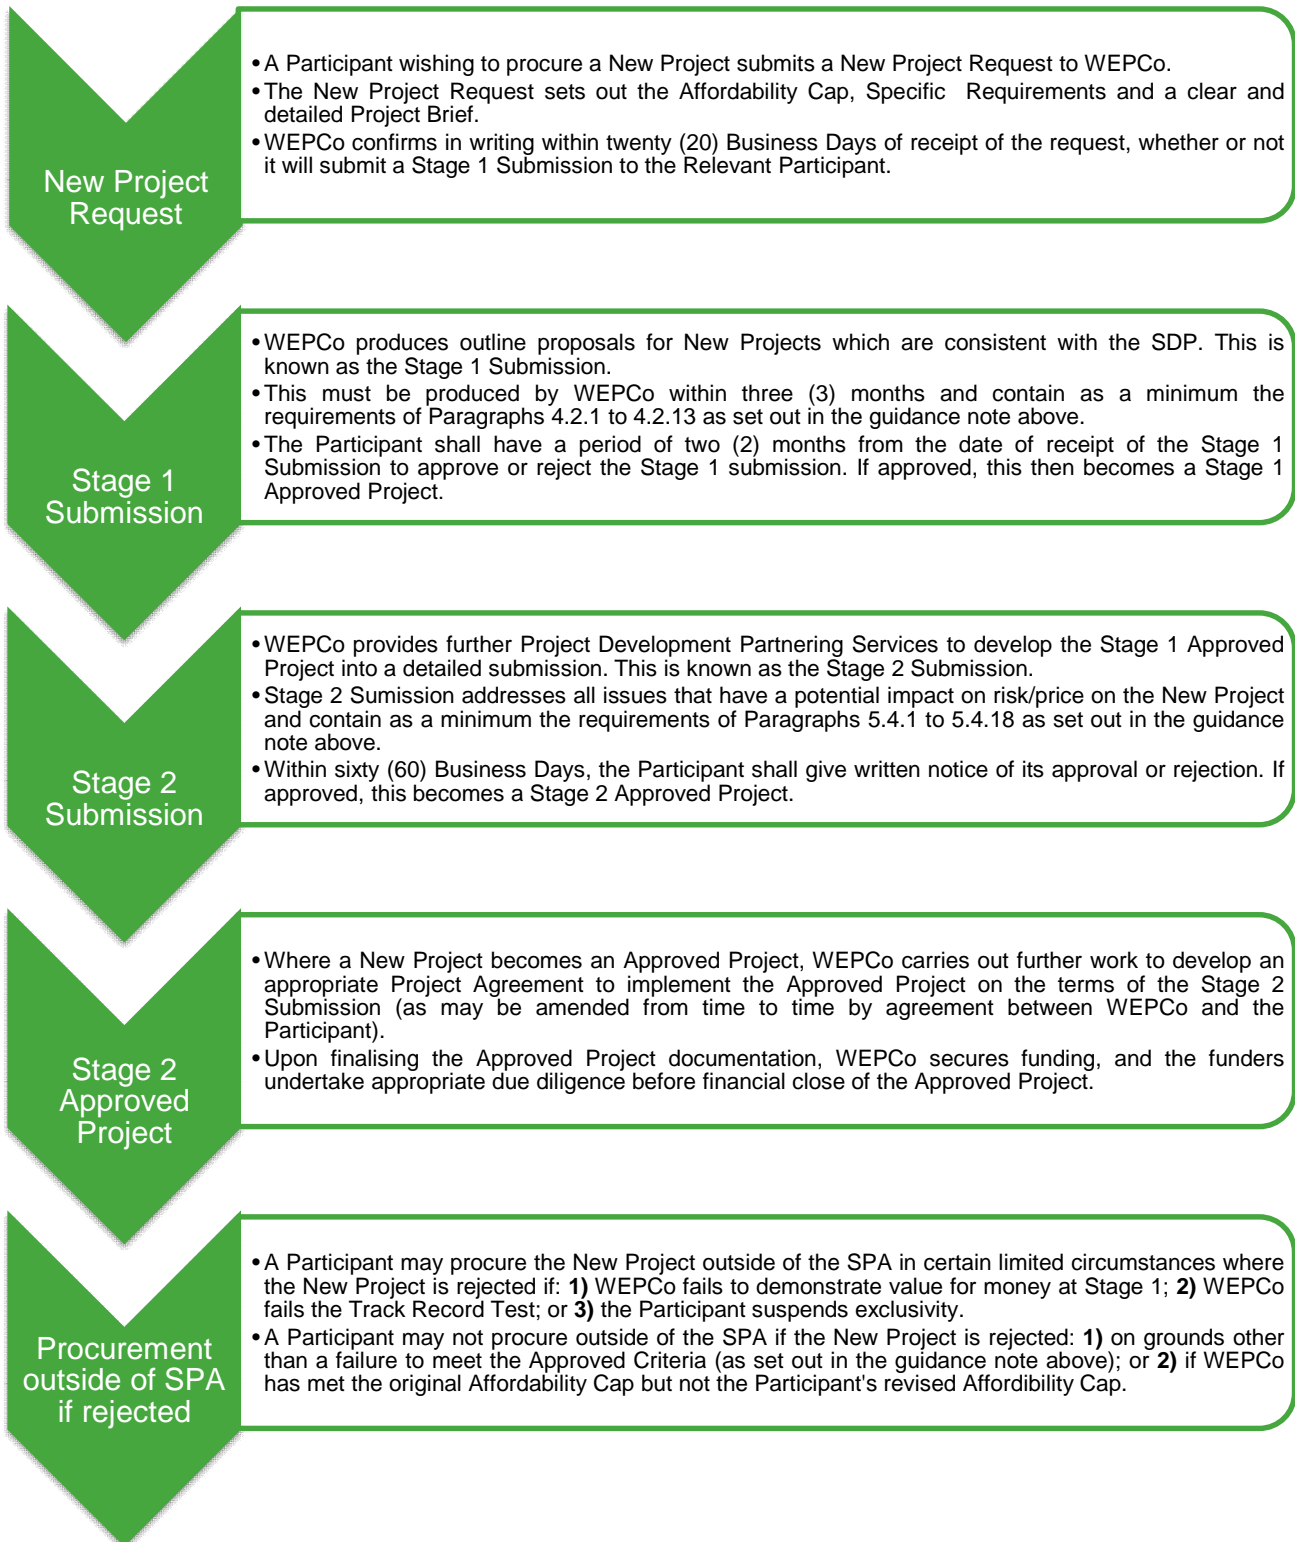 New Project
Request
•A Participant wishing to procure a New Project submits a New Project Request to WEPCo.
•The New Project Request sets out the Affordability Cap, Specific Requirements and a clear and
detailed Project Brief.
•WEPCo confirms in writing within twenty (20) Business Days of receipt of the request, whether or not
it will submit a Stage 1 Submission to the Relevant Participant.
Stage 1
Submission
•WEPCo produces outline proposals for New Projects which are consistent with the SDP. This is
known as the Stage 1 Submission.
•This must be produced by WEPCo within three (3) months and contain as a minimum the
requirements of Paragraphs 4.2.1 to 4.2.13 as set out in the guidance note above.
•The Participant shall have a period of two (2) months from the date of receipt of the Stage 1
Submission to approve or reject the Stage 1 submission. If approved, this then becomes a Stage 1
Approved Project.
Stage 2
Submission
•WEPCo provides further Project Development Partnering Services to develop the Stage 1 Approved
Project into a detailed submission. This is known as the Stage 2 Submission.
•Stage 2 Sumission addresses all issues that have a potential impact on risk/price on the New Project
and contain as a minimum the requirements of Paragraphs 5.4.1 to 5.4.18 as set out in the guidance
note above.
•Within sixty (60) Business Days, the Participant shall give written notice of its approval or rejection. If
approved, this becomes a Stage 2 Approved Project.
Stage 2
Approved
Project
•Where a New Project becomes an Approved Project, WEPCo carries out further work to develop an
appropriate Project Agreement to implement the Approved Project on the terms of the Stage 2
Submission (as may be amended from time to time by agreement between WEPCo and the
Participant).
•Upon finalising the Approved Project documentation, WEPCo secures funding, and the funders
undertake appropriate due diligence before financial close of the Approved Project.
Procurement
outside of SPA
if rejected
•A Participant may procure the New Project outside of the SPA in certain limited circumstances where
the New Project is rejected if: 1) WEPCo fails to demonstrate value for money at Stage 1; 2) WEPCo
fails the Track Record Test; or 3) the Participant suspends exclusivity.
•A Participant may not procure outside of the SPA if the New Project is rejected: 1) on grounds other
than a failure to meet the Approved Criteria (as set out in the guidance note above); or 2) if WEPCo
has met the original Affordability Cap but not the Participant's revised Affordibility Cap.